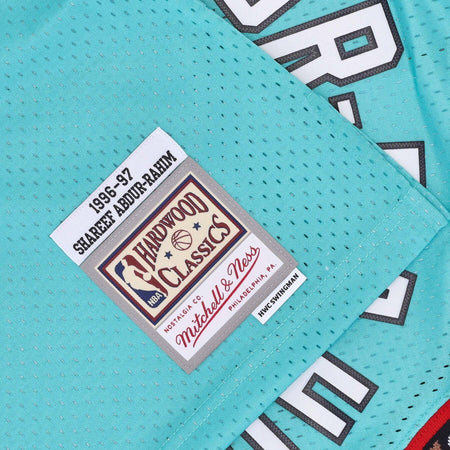 1996-97
SHAREEF ABDUR-RAHIM
NBA
HARDWOOD
CLASSICS
NOSTALGIA CO.
Mitchell & Ness
PHILADELPHIA, PA.
HWC SWINGMAN